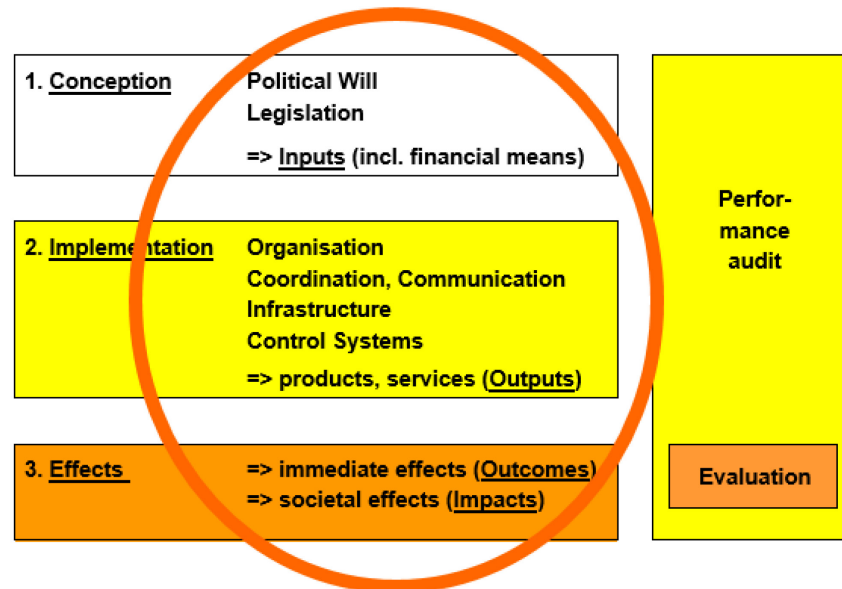 1. Conception
Political Will
Legislation
=> Inputs (incl. financial means)
2. Implementation
Organisation
Coordination, Communication
Infrastructure
Control Systems
=> products, services (Outputs)
3. Effects
=> immediate effects (Outcomes)
=> societal effects (Impacts)
Perfor-
mance
audit
Evaluation